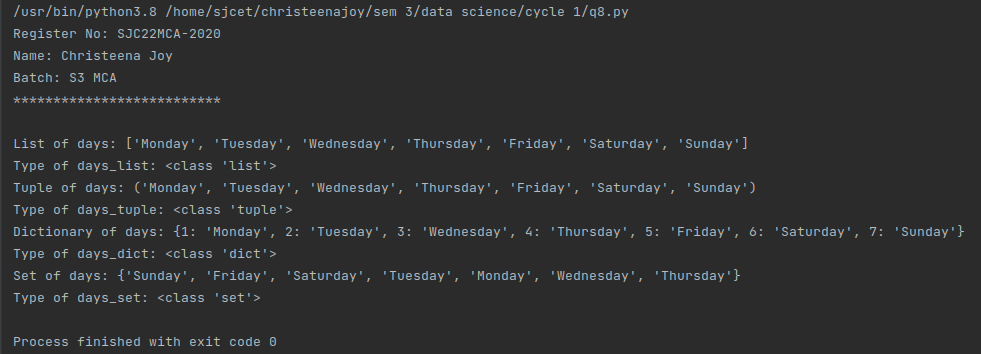 /usr/bin/python3.8 /home/sjcet/christeenajoy/sem 3/data science/cycle 1/q8.py
Register No: SJC22MCA-2020
Name: Christeena Joy
Batch: S3 MCA
**************************
List of days: ['Monday', 'Tuesday', 'Wednesday', 'Thursday', 'Friday', 'Saturday', 'Sunday']
Type of days_list: <class 'list'>
Tuple of days: ('Monday', 'Tuesday', 'Wednesday', 'Thursday', 'Friday', 'Saturday', 'Sunday')
Type of days_tuple: <class 'tuple'>
Dictionary of days: {1: 'Monday', 2: 'Tuesday', 3: 'Wednesday', 4: 'Thursday', 5: 'Friday', 6: 'Saturday', 7: 'Sunday'}
Type of days_dict: <class 'dict'>
Set of days: {'Sunday', 'Friday', 'Saturday', 'Tuesday', 'Monday', 'Wednesday', 'Thursday'}
Type of days_set: <class 'set'>
Process finished with exit code 0